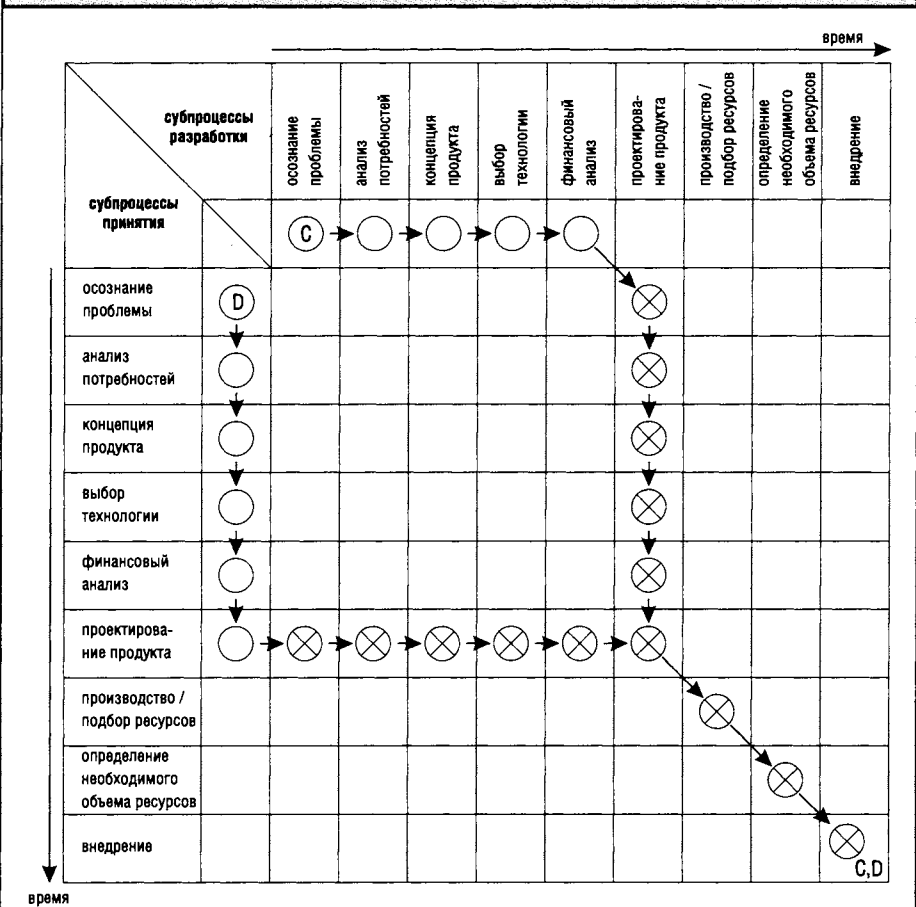 время
субпроцессы
разработки
осознание
проблемы
анализ
потребностей
концепция
продукта
выбор
технологии
финансовый
анализ
проектирова-
ние продукта
производство /
подбор ресурсов
определение
необходимого
объема ресурсов
внедрение
субпроцессы
принятия
C
осознание
проблемы
D
анализ
потребностей
концепция
продукта
выбор
технологии
финансовый
анализ
проектирова-
ние продукта
производство /
подбор ресурсов
определение
необходимого
объема ресурсов
внедрение
C,D
время